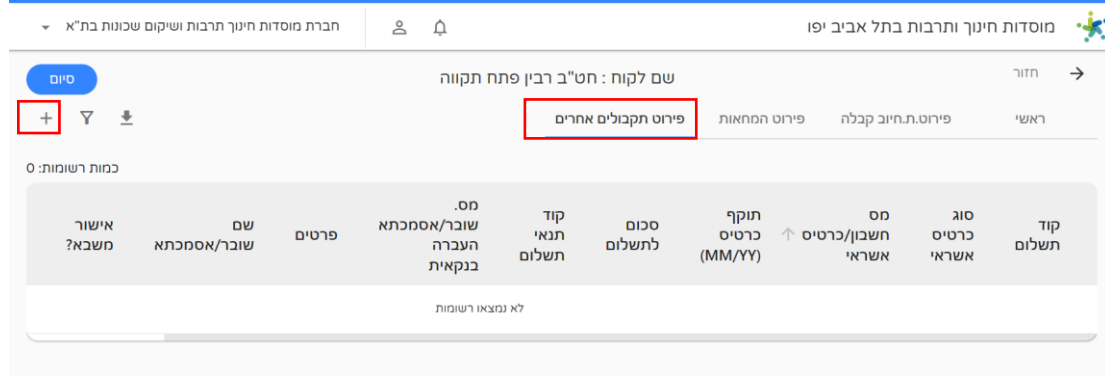 מוסדות חינוך ותרבות בתל אביב יפו
חברת מוסדות חינוך תרבות ושיקום שכונות בת"א
חזור
שם לקוח : חט"ב רבין פתח תקווה
סיום
ראשי
פירוט.ת.חיוב קבלה
פירוט המחאות
פירוט תקבולים אחרים
כמות רשומות: 0
קוד
תשלום
סוג
כרטיס
אשראי
מס
חשבון/כרטיס
אשראי
תוקף
כרטיס
(MM/YY)
סכום
לתשלום
קוד
תנאי
תשלום
מס.
שובר/אסמכתא
העברה
בנקאית
פרטים
שם
שובר/אסמכתא
אישור
משבא?
לא נמצאו רשומות